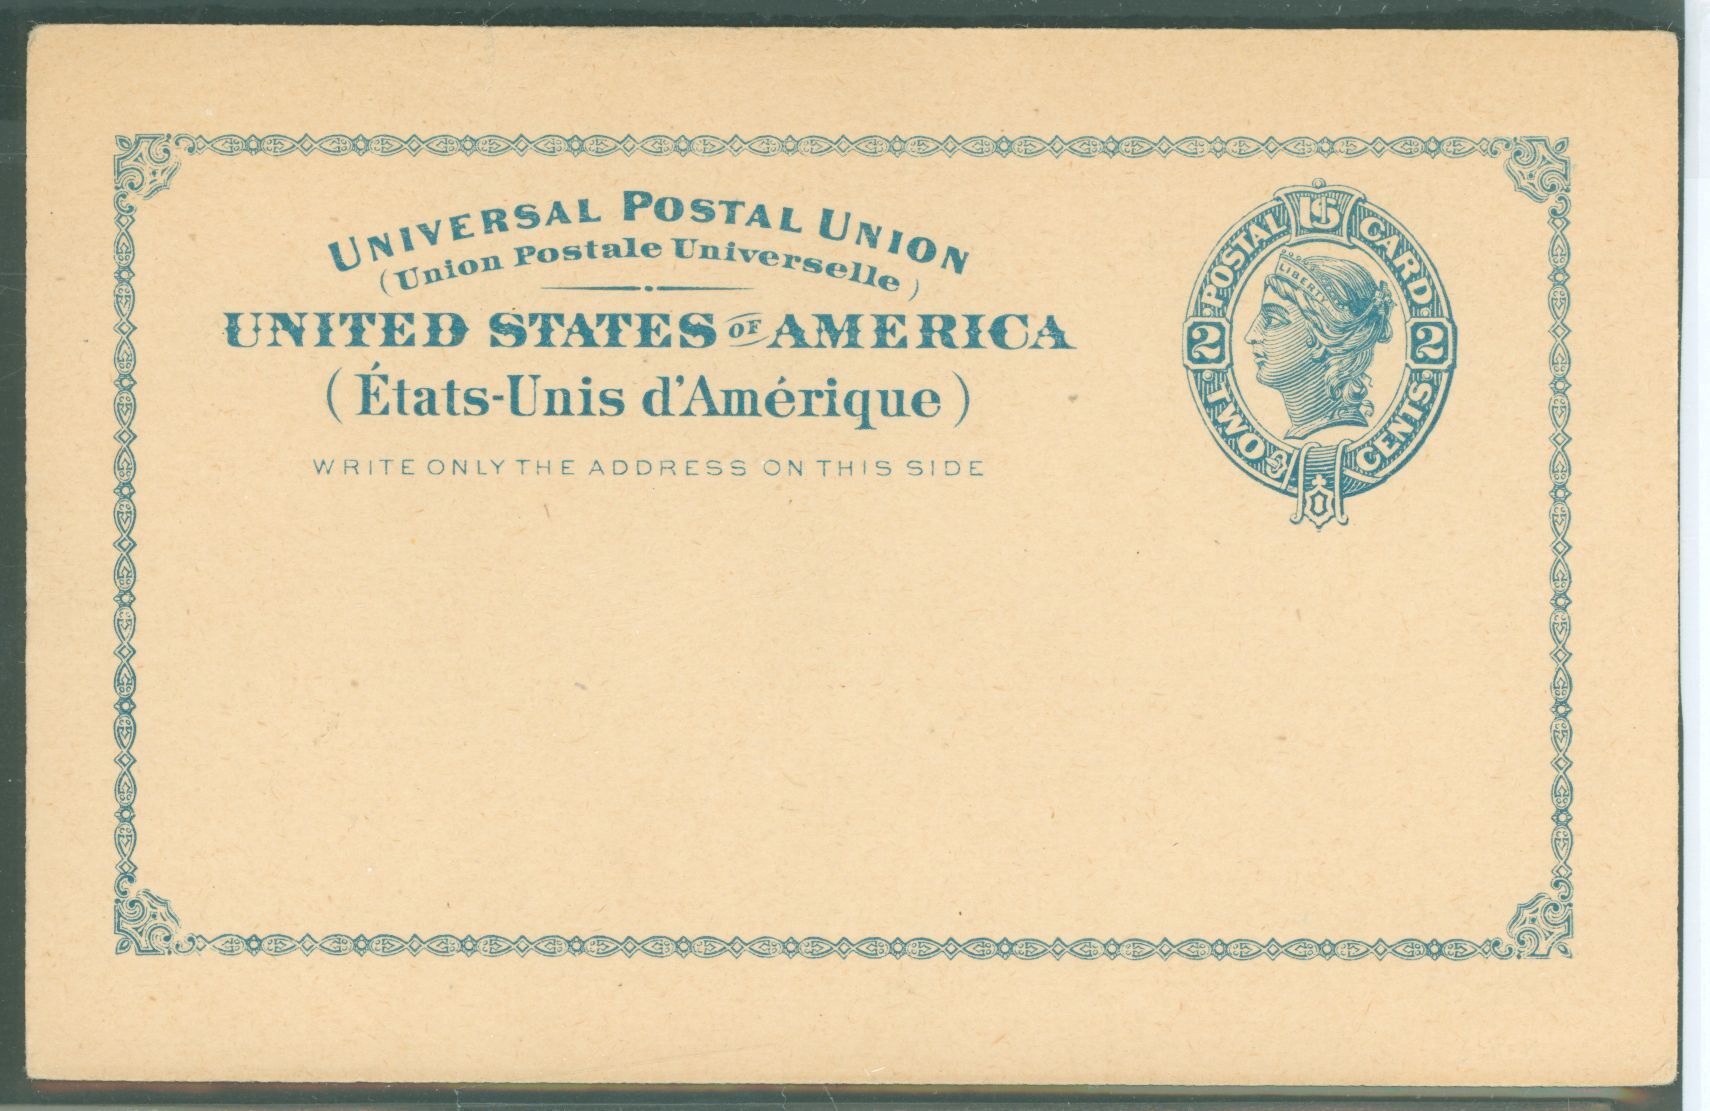 UNIVERSAL POSTAL UNION
(Union Postale Universelle)
UNITED STATES OF AMERICA
(États-Unis d'Amérique)
WRITE ONLY THE ADDRESS ON THIS SIDE
US
POSTAL CARD
LIBERTY
2 2
TWO CENTS